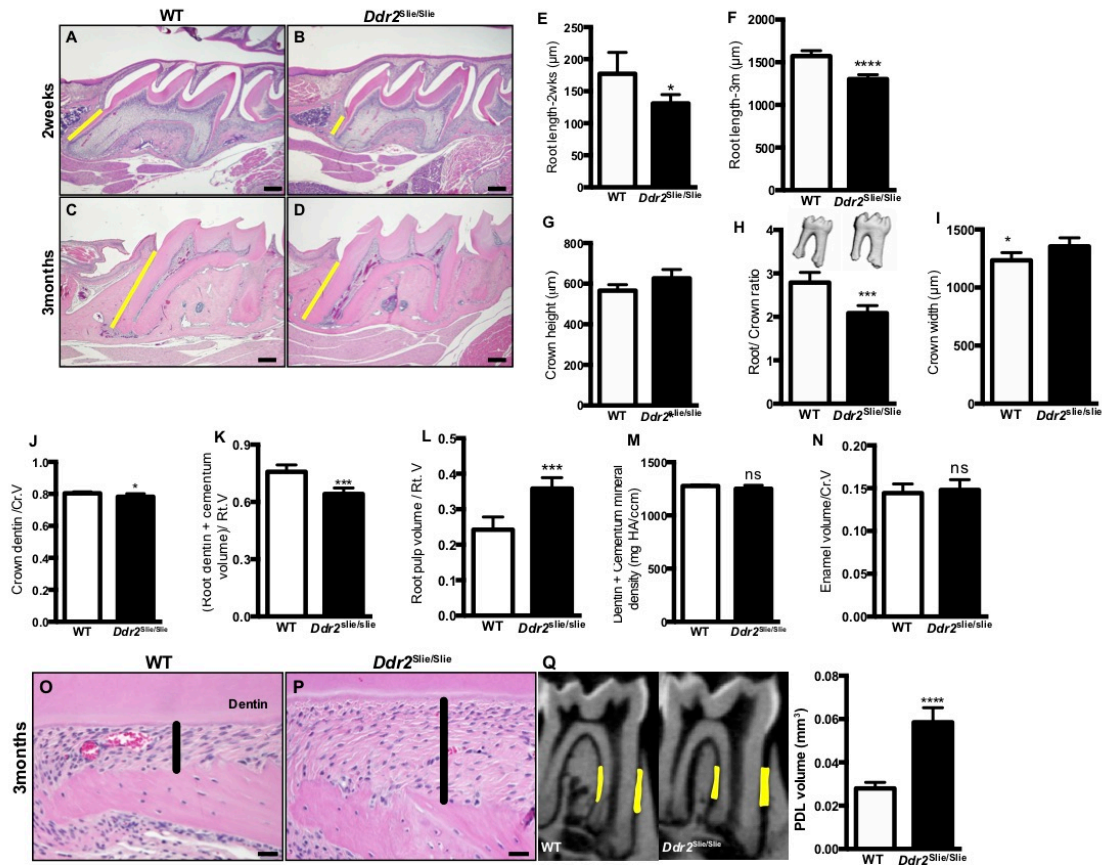 WT
Ddr2Slie/Slie
A
B
2weeks
C
D
3months
E
250
200
150
100
50
0
Root length-2wks (µm)
*
WT
Ddr2Slie/Slie
F
2000
1500
1000
500
0
Root length-3m (µm)
****
WT
Ddr2Slie/Slie
G
800
600
400
200
0
Crown height (µm)
WT
Ddr2slie/slie
H
4
3
2
1
0
Root/ Crown ratio
***
WT
Ddr2Slie/Slie
I
1500
1000
500
0
Crown width (µm)
*
WT
Ddr2slie/slie
J
1.0
0.8
0.6
0.4
0.2
0.0
Crown dentin /Cr.V
*
WT
Ddr2Slie/Slie
K
0.9
0.6
0.3
0.0
(Root dentin + cementum
volume)/ Rt.V
***
WT
Ddr2slie/slie
L
0.5
0.4
0.3
0.2
0.1
0.0
Root pulp volume / Rt. V
***
WT
Ddr2slie/slie
M
1500
1200
900
600
300
0
Dentin + Cementum mineral
density (mg HA/ccm)
ns
WT
Ddr2Slie/Slie
N
0.20
0.15
0.10
0.05
0.00
Enamel volume/Cr.V
ns
WT
Ddr2slie/slie
WT
Ddr2Slie/Slie
3months
O
Dentin
P
Q
WT
Ddr2Slie/Slie
0.08
0.06
0.04
0.02
0.00
PDL volume (mm³)
****
WT
Ddr2Slie/Slie